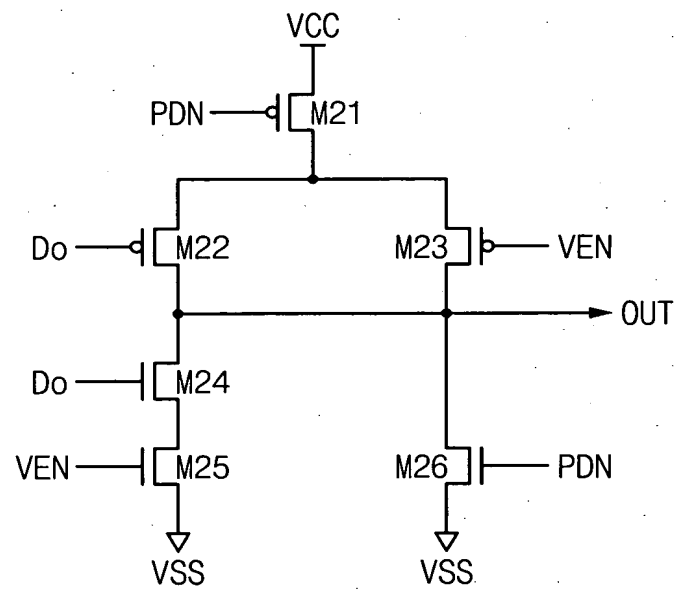 VCC
PDN M21
Do M22 M23 VEN
OUT
Do M24
VEN M25 M26 PDN
VSS VSS